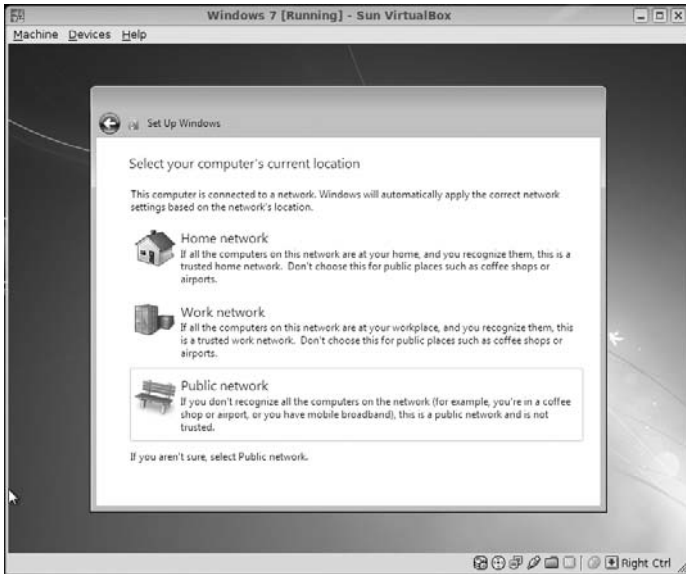 Windows 7 [Running] - Sun VirtualBox
Machine Devices Help
Set Up Windows
Select your computer's current location
This computer is connected to a network. Windows will automatically apply the correct network
settings based on the network's location.
Home network
If all the computers on this network are at your home, and you recognize them, this is a
trusted home network. Don't choose this for public places such as coffee shops or
airports.
Work network
If all the computers on this network are at your workplace, and you recognize them, this
is a trusted work network. Don't choose this for public places such as coffee shops or
airports.
Public network
If you don't recognize all the computers on the network (for example, you're in a coffee
shop or airport, or you have mobile broadband), this is a public network and is not
trusted.
If you aren't sure, select Public network.
Right Ctrl